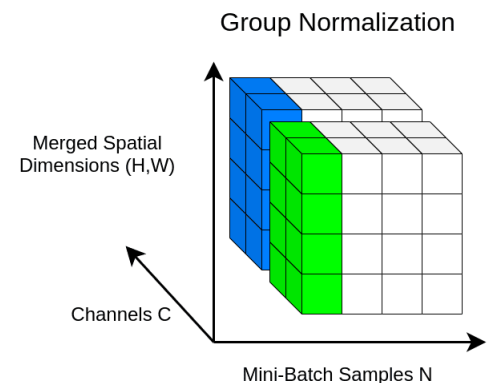 Group Normalization
Merged Spatial
Dimensions (H,W)
Channels C
Mini-Batch Samples N